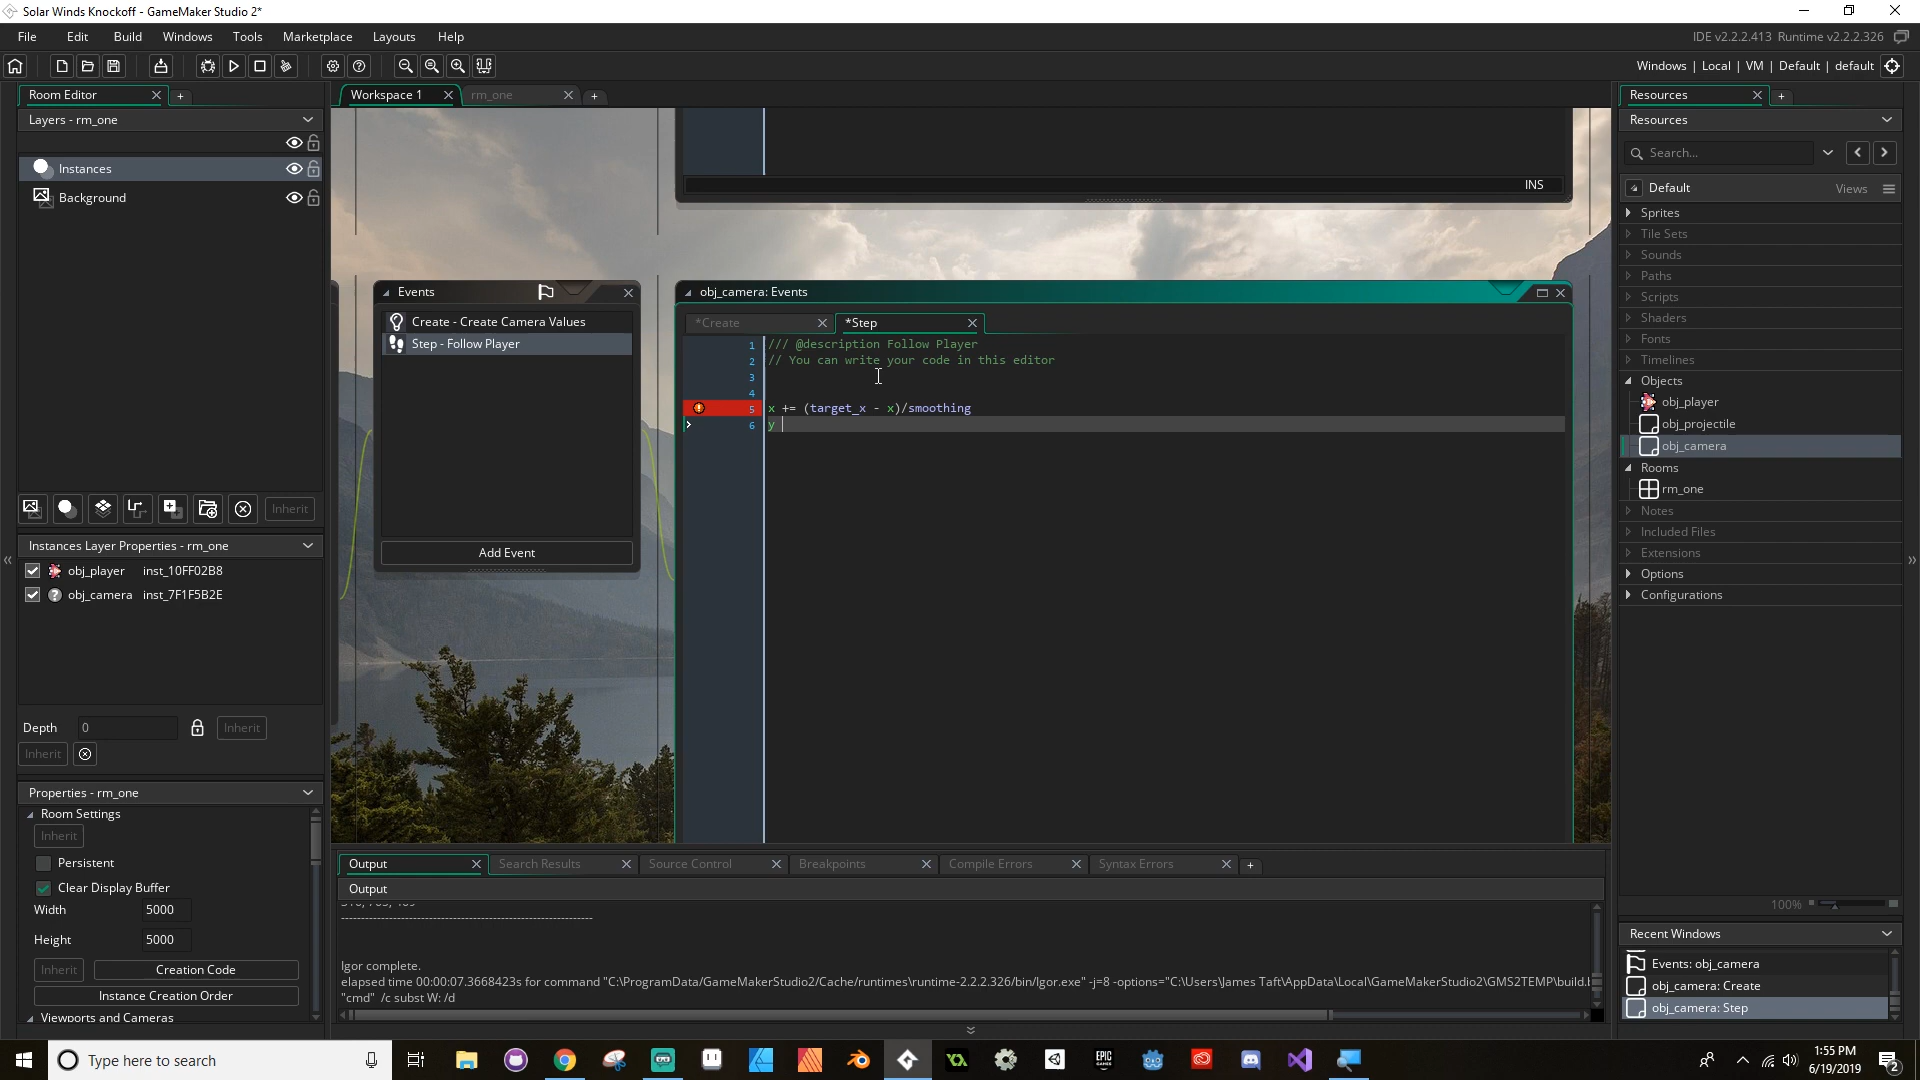 Solar Winds Knockoff - GameMaker Studio 2*
File Edit Build Windows Tools Marketplace Layouts Help
IDE v2.2.2.413 Runtime v2.2.2.326
Windows | Local | VM | Default | default
Room Editor
Layers - rm_one
Instances
Background
Inherit
Instances Layer Properties - rm_one
obj_player inst_10FF02B8
obj_camera inst_7F1F5B2E
Depth 0 Inherit
Inherit
Properties - rm_one
Room Settings
Inherit
Persistent
Clear Display Buffer
Width 5000
Height 5000
Inherit Creation Code
Instance Creation Order
Viewports and Cameras
Workspace 1 rm_one
INS
Events
Create - Create Camera Values
Step - Follow Player
Add Event
obj_camera: Events
*Create *Step
1 /// @description Follow Player
2 // You can write your code in this editor
3
4
5 x += (target_x - x)/smoothing
6 y
Output Search Results Source Control Breakpoints Compile Errors Syntax Errors
Output
------------------------------------------------------------
Igor complete.
elapsed time 00:00:07.3668423s for command "C:\ProgramData/GameMakerStudio2/Cache/runtimes\runtime-2.2.2.326/bin/Igor.exe" -j=8 -options="C:\Users\James Taft\AppData\Local\GameMakerStudio2\GMS2TEMP\build.
"cmd" /c subst W: /d
Resources
Resources
Search...
Default Views
Sprites
Tile Sets
Sounds
Paths
Scripts
Shaders
Fonts
Timelines
Objects
obj_player
obj_projectile
obj_camera
Rooms
rm_one
Notes
Included Files
Extensions
Options
Configurations
100%
Recent Windows
Events: obj_camera
obj_camera: Create
obj_camera: Step
Type here to search
EPIC GAMES
1:55 PM
6/19/2019
2